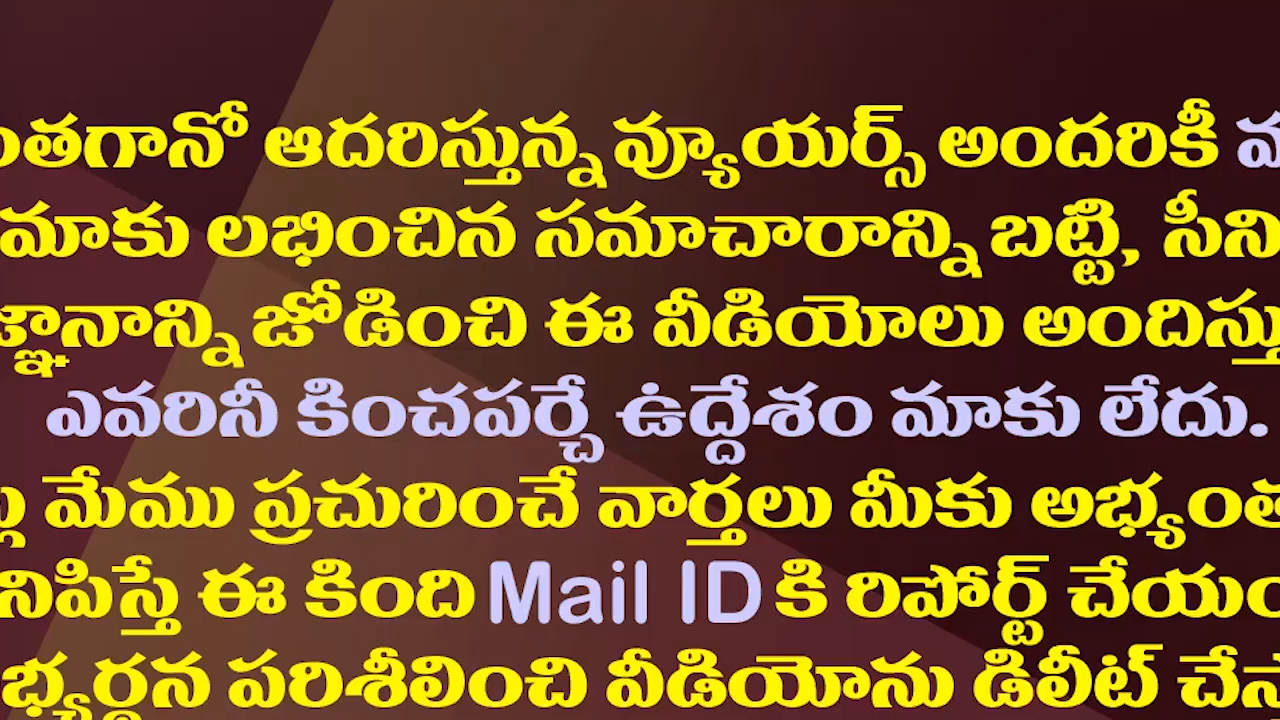 ంతగానో ఆదరిస్తున్న వ్యూయర్స్ అందరికీ
మాకు లభించిన సమాచారాన్ని బట్టి, సీని
జ్ఞానాన్ని జోడించి ఈ వీడియోలు అందిస్తు
ఎవరినీ కించపర్చే ఉద్దేశం మాకు లేదు.
మేము ప్రచురించే వార్తలు మీకు అభ్యంత
నిపిస్తే ఈ కింది Mail ID కి రిపోర్ట్ చేయం
భ్యర్థన పరిశీలించి వీడియోను డిలీట్ చేస